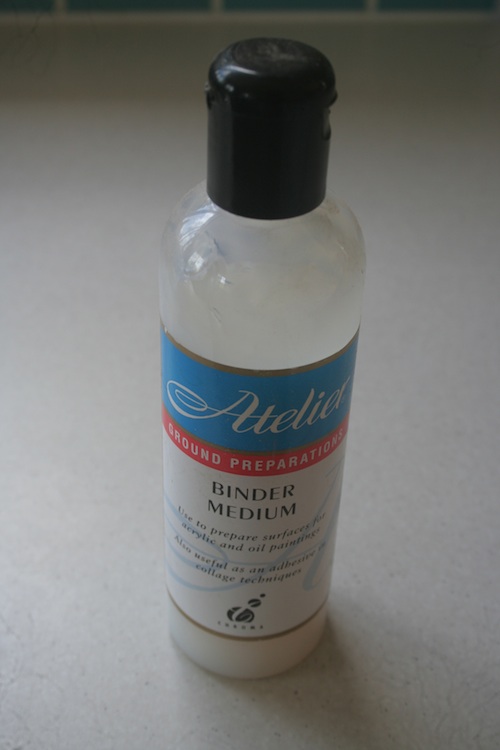 Atelier
GROUND PREPARATIONS
BINDER
MEDIUM
Use to prepare surfaces for
acrylic and oil paintings
Also useful as an adhesive
collage techniques
CHROMA